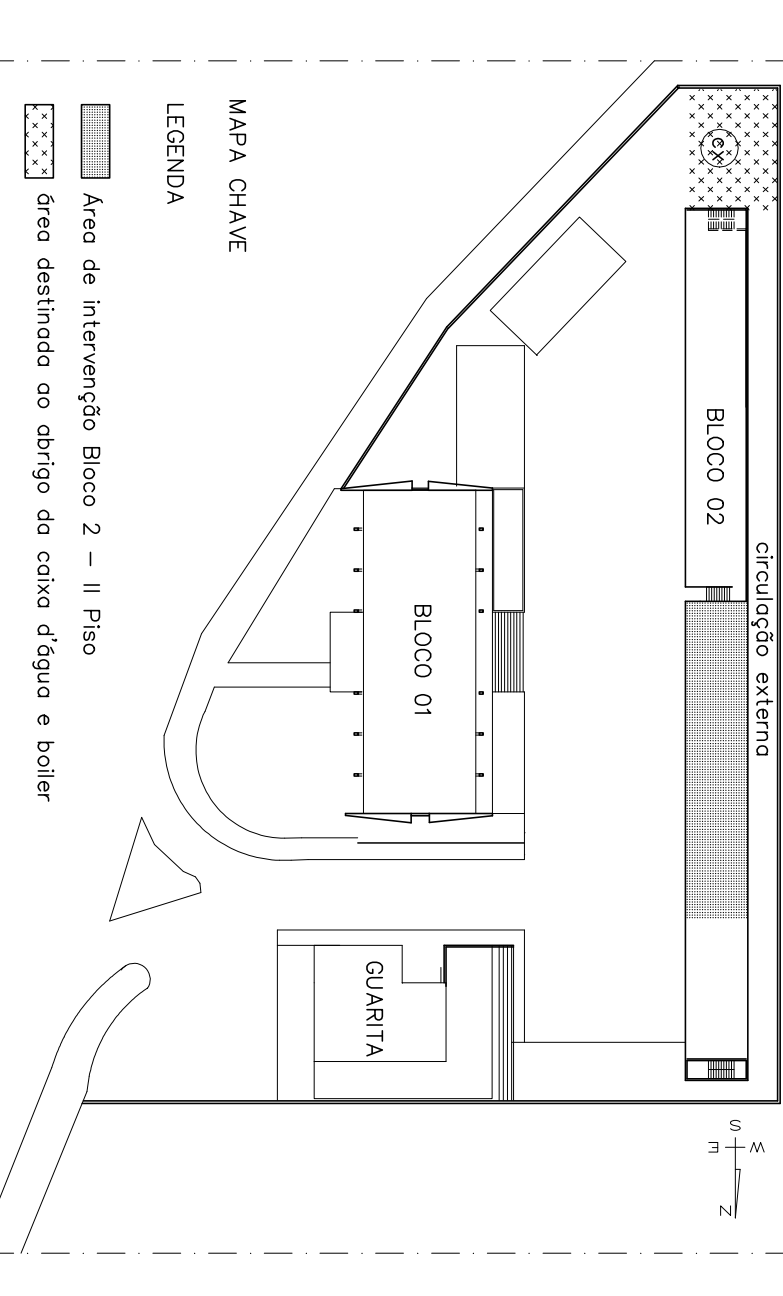 circulação externa
cx
BLOCO 02
W
S
N
E
BLOCO 01
GUARITA
MAPA CHAVE
LEGENDA
Área de intervenção Bloco 2 – II Piso
área destinada ao abrigo da caixa d'água e boiler